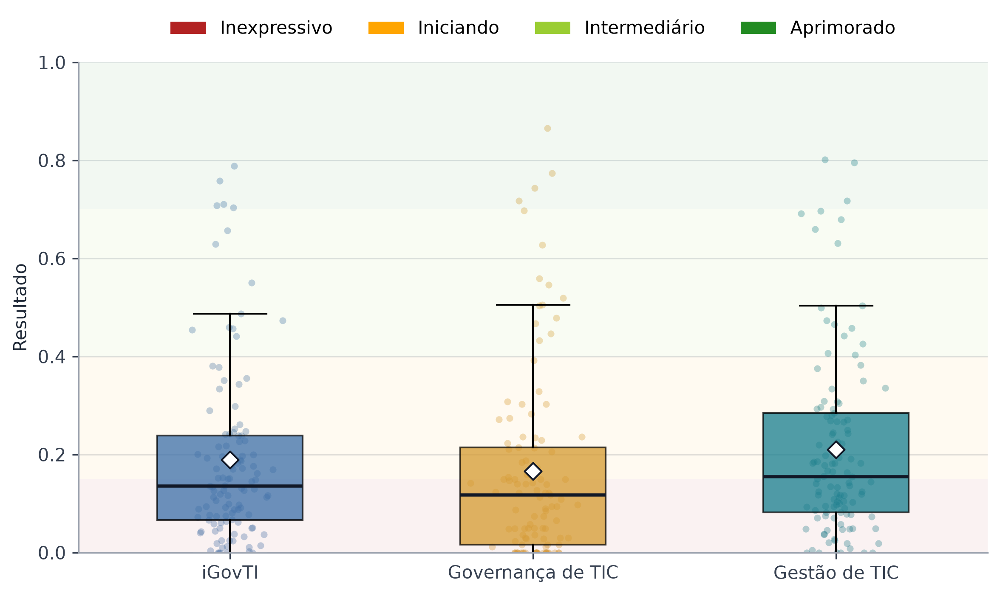 Inexpressivo Iniciando Intermediário Aprimorado
1.0
0.8
0.6
0.4
0.2
0.0
Resultado
iGovTI Governança de TIC Gestão de TIC